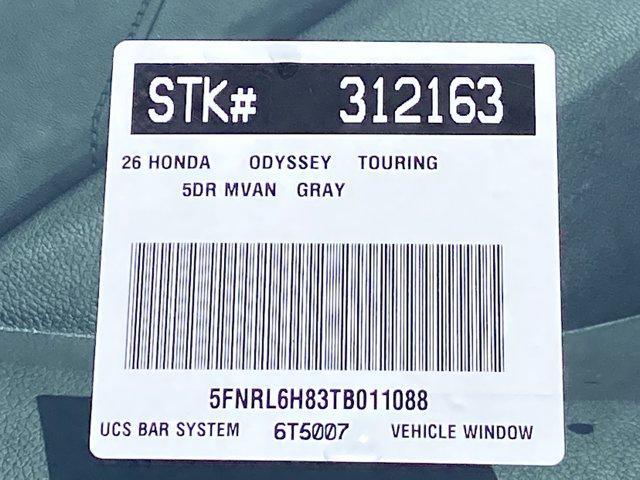 STK# 312163
26 HONDA ODYSSEY TOURING
5DR MVAN GRAY
5FNRL6H83TB011088
UCS BAR SYSTEM 6T5007 VEHICLE WINDOW